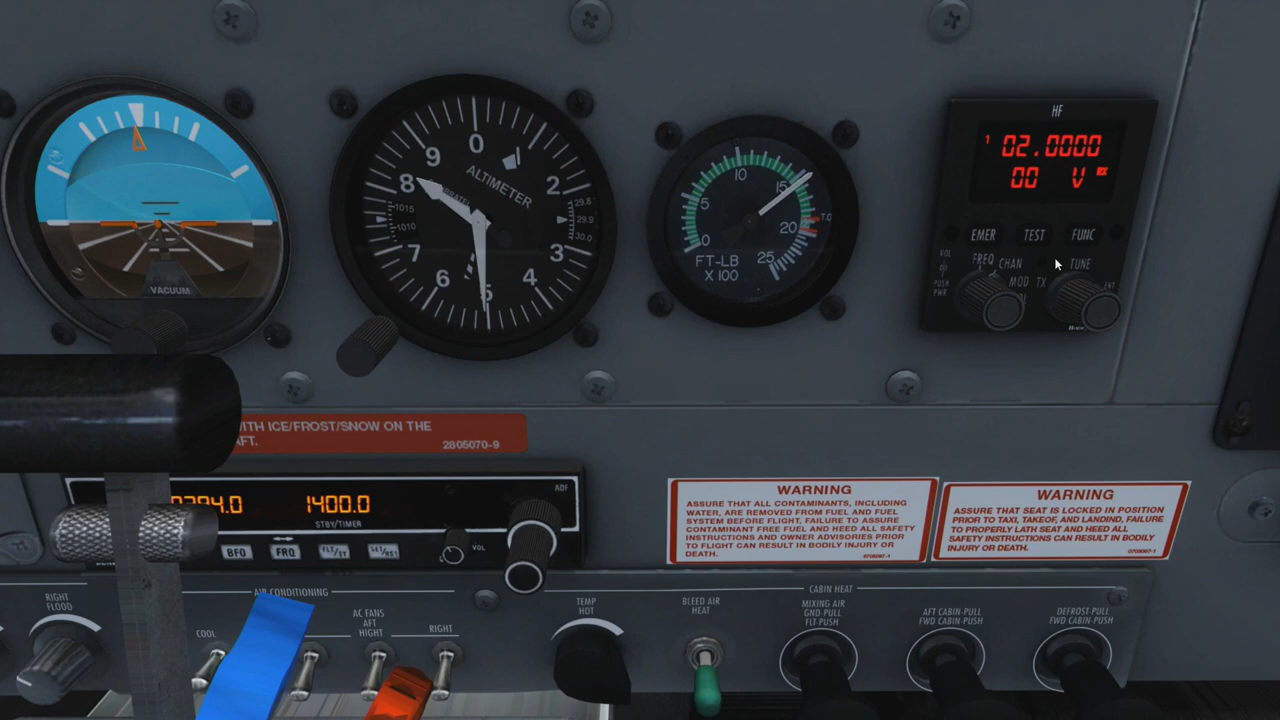 HF
1 02.0000
00 V
EMER TEST FUNC
VOL
PUSH
PWR
FREQ CHAN
MOD TX
TUNE
VACUUM
ALTIMETER
0
2
3
4
5
6
7
8
9
1015
1010
29.8
29.9
30.0
0
5
10
15
20
25
FT-LB
X100
WITH ICE/FROST/SNOW ON THE
2805070-9
ADF
0394.0 1400.0
STBY/TIMER
BFO FRQ FLT/ET SET/RST VOL
WARNING
ASSURE THAT ALL CONTAMINANTS, INCLUDING
WATER, ARE REMOVED FROM FUEL AND FUEL
SYSTEM BEFORE FLIGHT, FAILURE TO ASSURE
CONTAMINANT FREE FUEL AND HEED ALL SAFETY
INSTRUCTIONS AND OWNER ADVISORIES PRIOR
TO FLIGHT CAN RESULT IN BODILY INJURY OR
DEATH.
WARNING
ASSURE THAT SEAT IS LOCKED IN POSITION
PRIOR TO TAXI, TAKEOF, AND LANDIND, FAILURE
TO PROPERLY LATH SEAT AND HEED ALL
SAFETY INSTRUCTIONS CAN RESULT IN BODILY
INJURY OR DEATH.
RIGHT
FLOOD
AIR CONDITIONING
COOL
AC FANS
AFT
HIGHT
RIGHT
TEMP
HOT
BLEED AIR
HEAT
CABIN HEAT
MIXING AIR
GND-PULL
FLT-PUSH
AFT CABIN-PULL
FWD CABIN-PUSH
DEFROST-PULL
FWD CABIN-PUSH